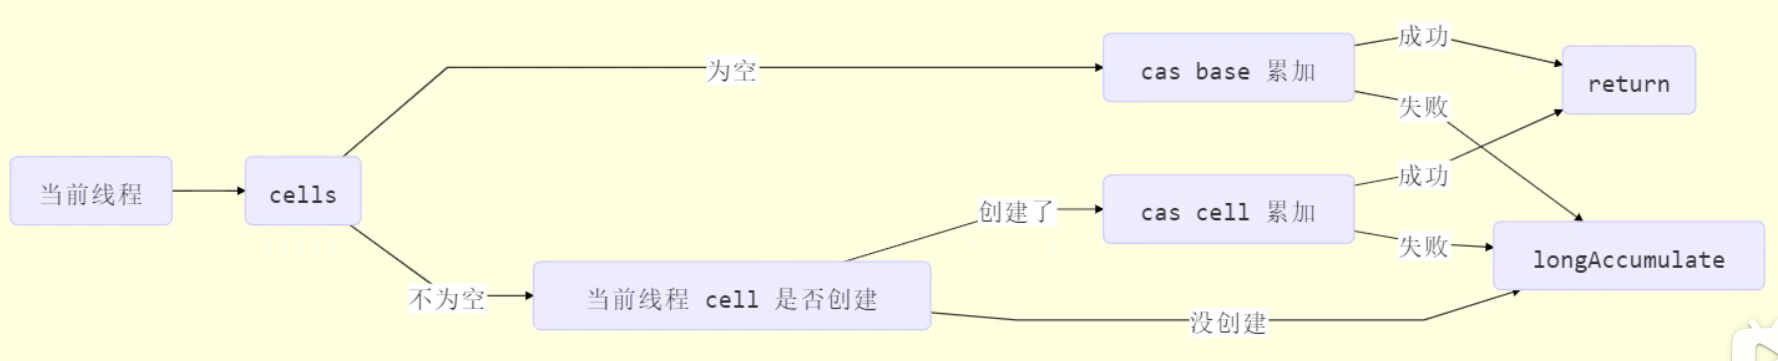 当前线程
cells
为空
不为空
cas base 累加
成功
失败
return
当前线程 cell 是否创建
创建了
没创建
cas cell 累加
成功
失败
longAccumulate